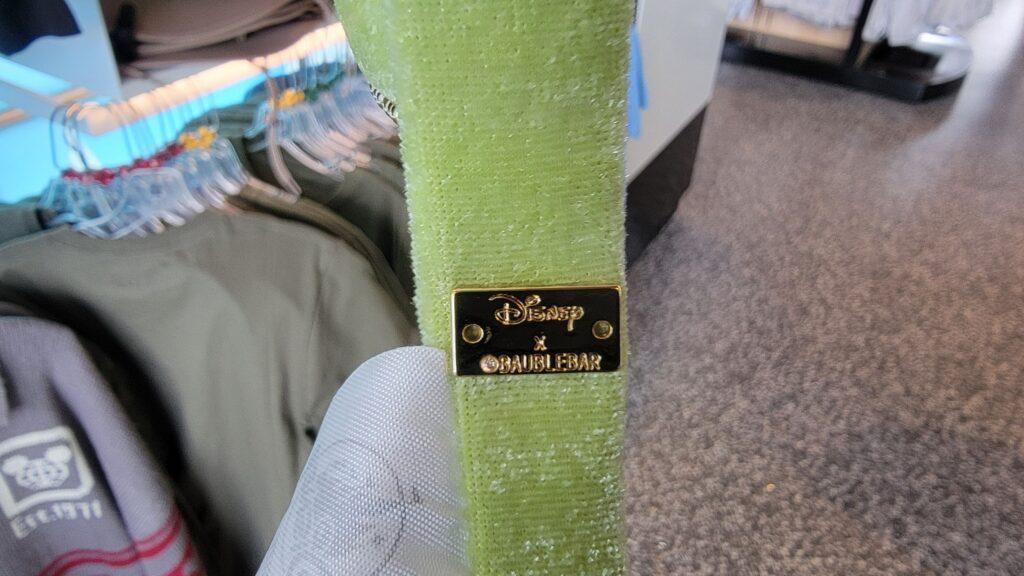 Disney
x
BAUBLEBAR
EST. 1971